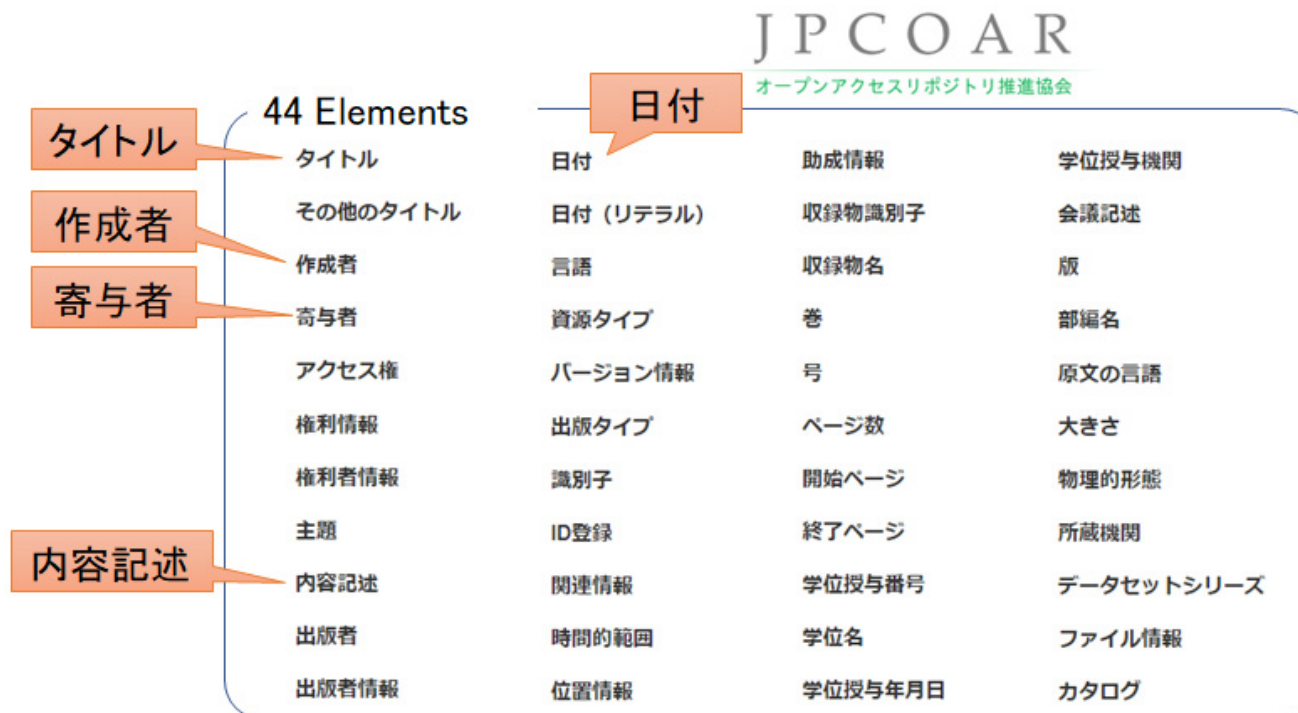 JPCOAR
オープンアクセスリポジトリ推進協会
44 Elements
日付
タイトル
作成者
寄与者
内容記述
タイトル
その他のタイトル
作成者
寄与者
アクセス権
権利情報
権利者情報
主題
内容記述
出版者
出版者情報
日付
日付（リテラル）
言語
資源タイプ
バージョン情報
出版タイプ
識別子
ID登録
関連情報
時間的範囲
位置情報
助成情報
収録物識別子
収録物名
巻
号
ページ数
開始ページ
終了ページ
学位授与番号
学位名
学位授与年月日
学位授与機関
会議記述
版
部編名
原文の言語
大きさ
物理的形態
所蔵機関
データセットシリーズ
ファイル情報
カタログ